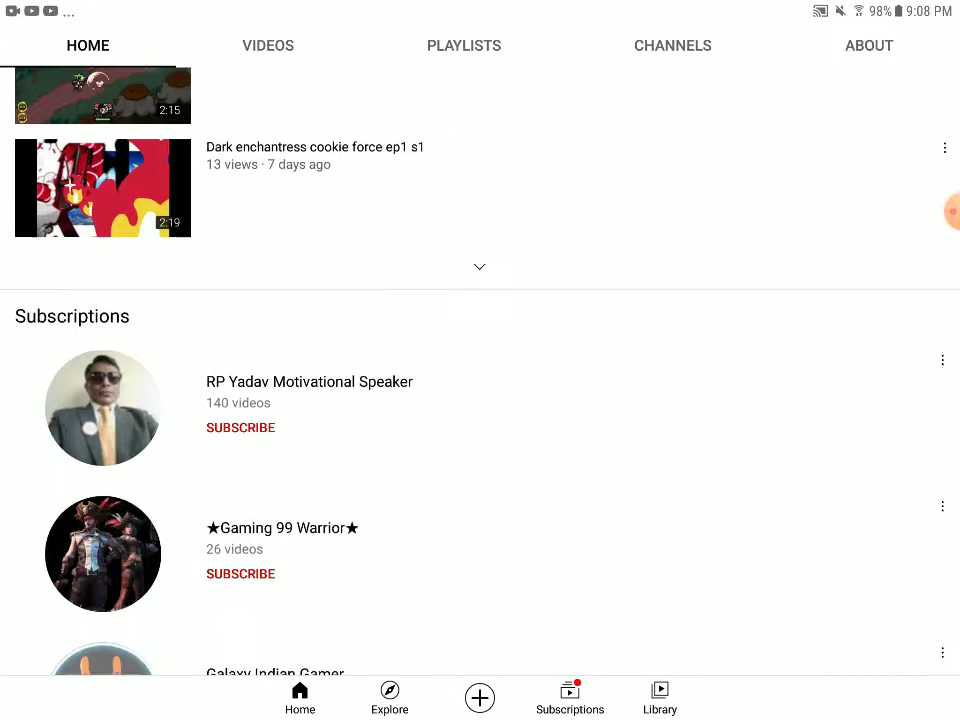 ... 98% 9:08 PM
HOME VIDEOS PLAYLISTS CHANNELS ABOUT
2:15
Dark enchantress cookie force ep1 s1
13 views · 7 days ago
2:19
Subscriptions
RP Yadav Motivational Speaker
140 videos
SUBSCRIBE
★Gaming 99 Warrior★
26 videos
SUBSCRIBE
Galaxy Indian Gamer
Home Explore Subscriptions Library